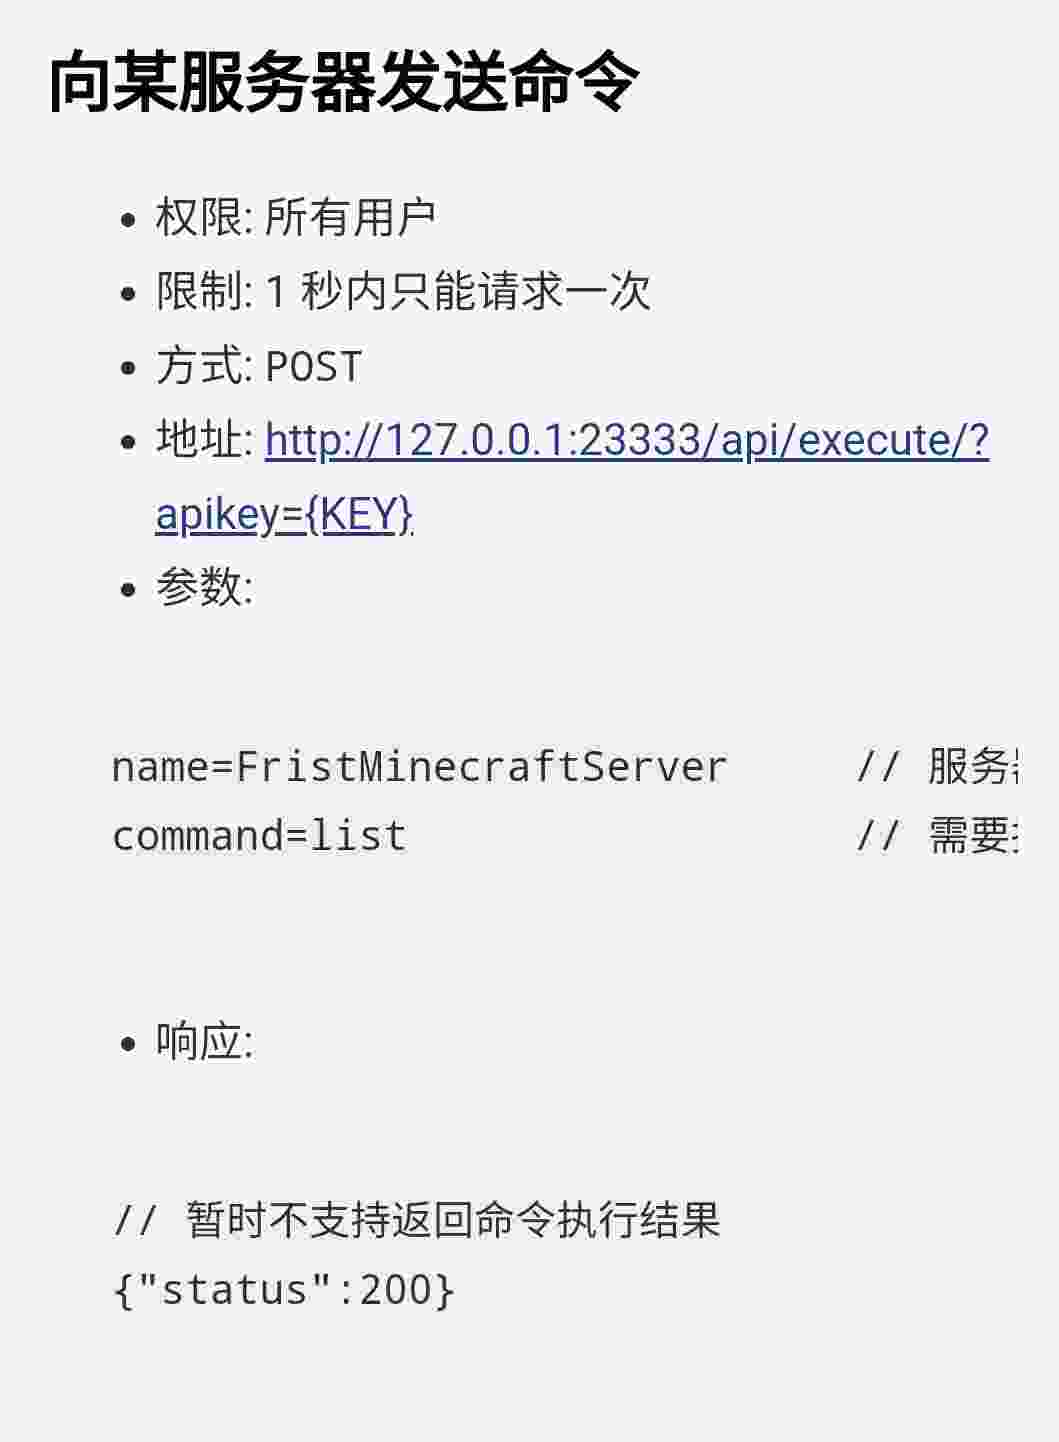 向某服务器发送命令
权限: 所有用户
限制: 1 秒内只能请求一次
方式: POST
地址: http://127.0.0.1:23333/api/execute/?
apikey={KEY}
参数:
name=FristMinecraftServer // 服务
command=list // 需要
响应:
// 暂时不支持返回命令执行结果
{"status":200}